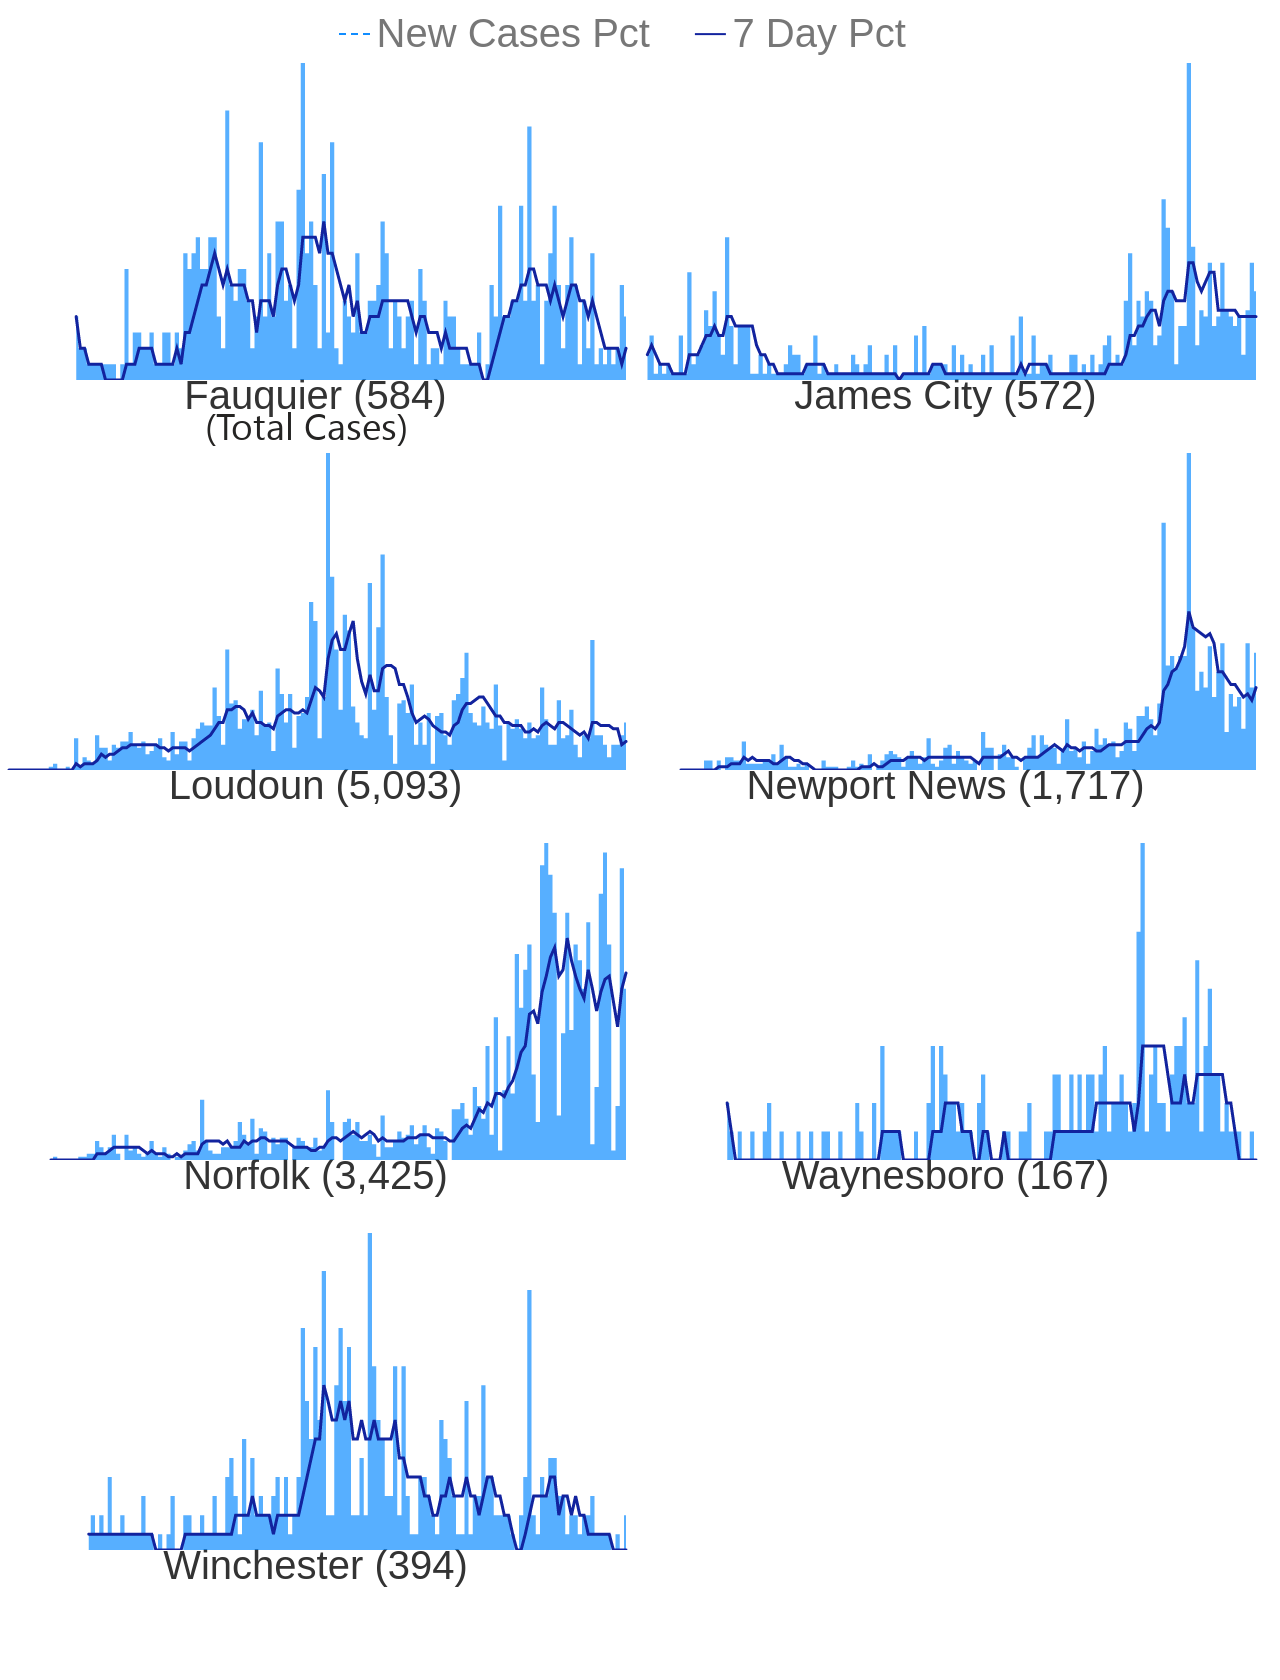 New Cases Pct 7 Day Pct
Fauquier (584)
(Total Cases)
James City (572)
Loudoun (5,093)
Newport News (1,717)
Norfolk (3,425)
Waynesboro (167)
Winchester (394)